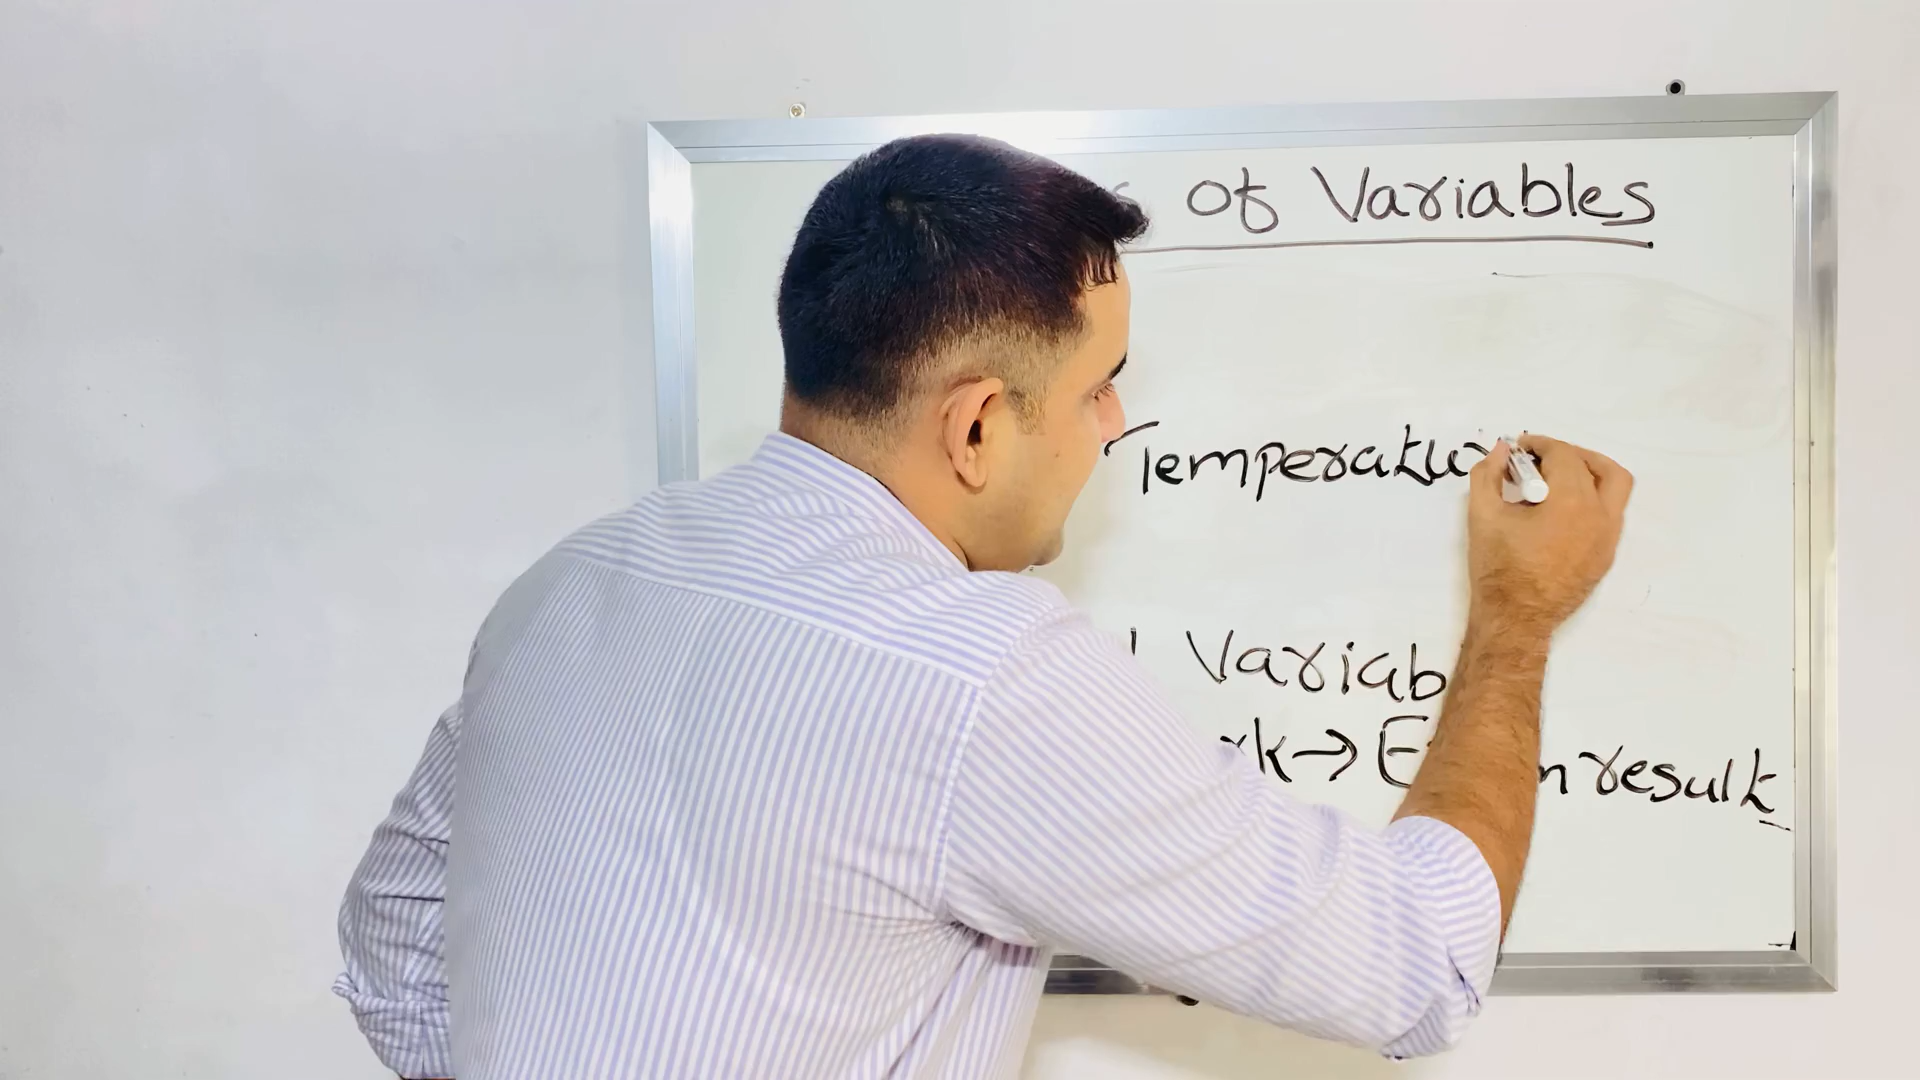 of Variables
Temperatu
Variab
result